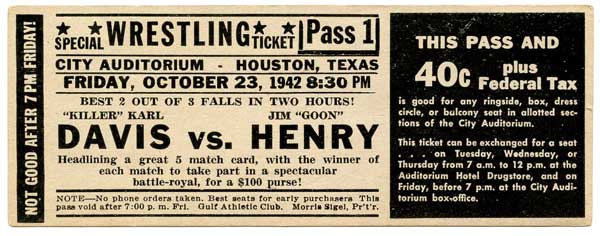 NOT GOOD AFTER 7 PM FRIDAY!
★ SPECIAL ★ WRESTLING ★ TICKET ★ Pass 1
CITY AUDITORIUM - HOUSTON, TEXAS
FRIDAY, OCTOBER 23, 1942 8:30 PM
BEST 2 OUT OF 3 FALLS IN TWO HOURS!
"KILLER" KARL JIM "GOON"
DAVIS vs. HENRY
Headlining a great 5 match card, with the winner of
each match to take part in a spectacular
battle-royal, for a $100 purse!
NOTE—No phone orders taken. Best seats for early purchasers This
pass void after 7:00 p. m. Fri. Gulf Athletic Club. Morris Sigel, Pr't'r.
THIS PASS AND
40c plus
Federal Tax
is good for any ringside, box, dress
circle, or bulcony seat in allotted sec-
tions of the City Auditorium.
This ticket can be exchanged for a seat
. . . on Tuesday, Wednesday, or
Thursday from 7 a.m. to 12 p.m. at the
Auditorium Hotel Drugstore, and on
Friday, before 7 p.m. at the City Audi-
torium box-office.